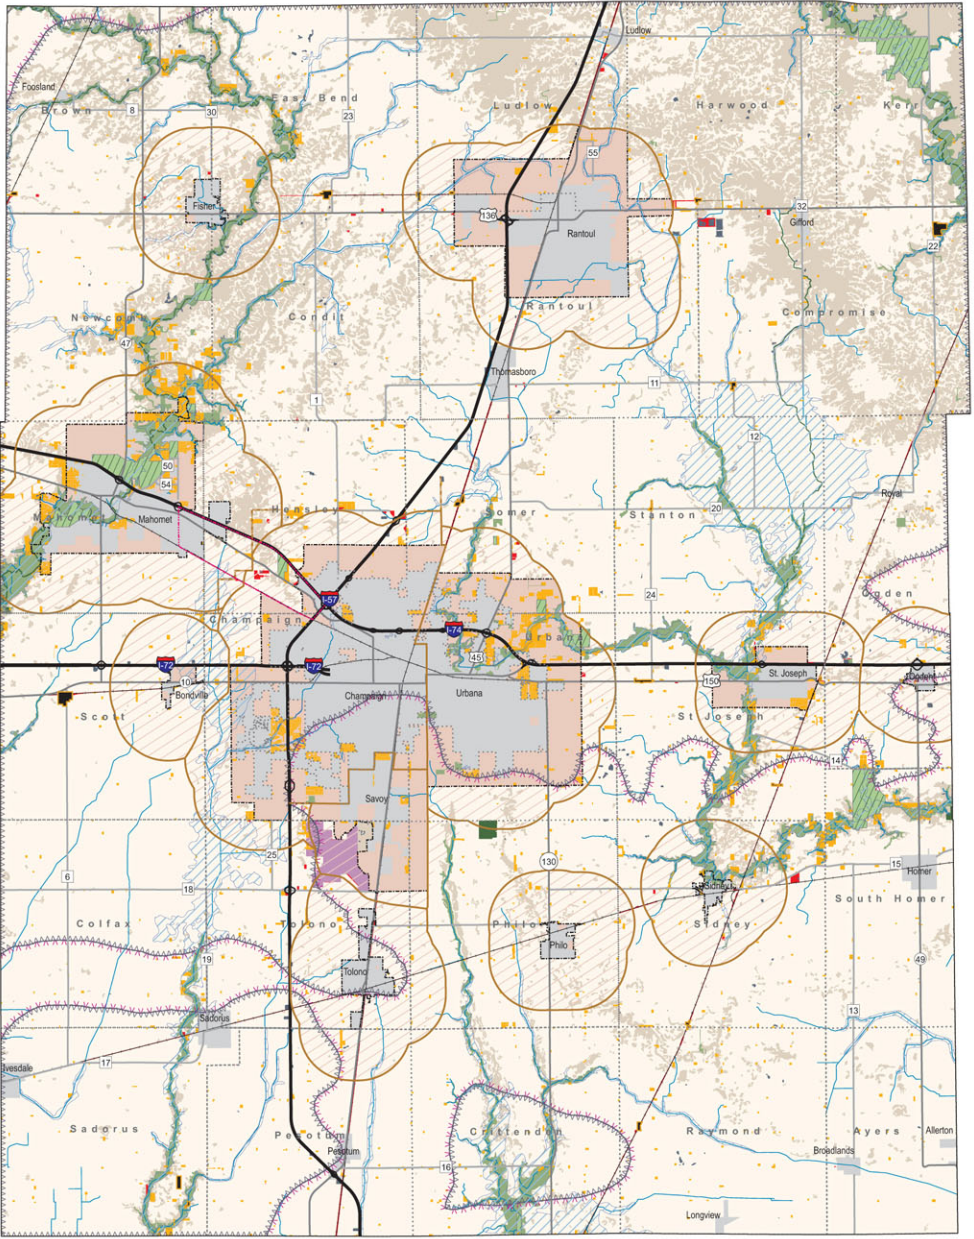 Ludlow
Foosland
Brown
8
30
East Bend
23
Ludlow
Harwood
Kerr
55
Fisher
136
Rantoul
32
Gifford
22
Newcomb
47
Condit
Rantoul
Compromise
Thomasboro
11
1
12
50
54
Mahomet
Mahomet
Hensley
Somer
Stanton
20
Royal
I-57
24
Ogden
Champaign
I-74
Urbana
45
I-72
I-72
10
Bondville
Champaign
Urbana
150
St. Joseph
Ogden
Scott
St Joseph
14
Savoy
25
130
15
Homer
6
18
Sidney
South Homer
Colfax
Tolono
Philo
Sidney
19
Philo
49
Tolono
13
Sadorus
17
Ivesdale
Sadorus
Pesotum
Crittenden
Raymond
Ayers
Allerton
Pesotum
Broadlands
16
Longview